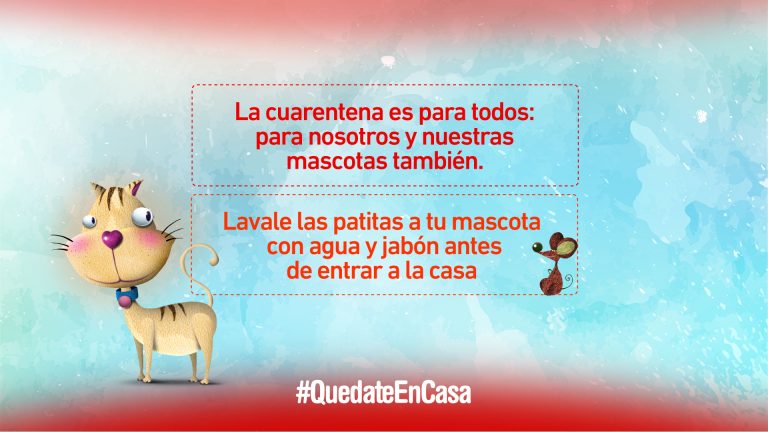 La cuarentena es para todos:
para nosotros y nuestras
mascotas también.
Lavale las patitas a tu mascota
con agua y jabón antes
de entrar a la casa
#QuedateEnCasa